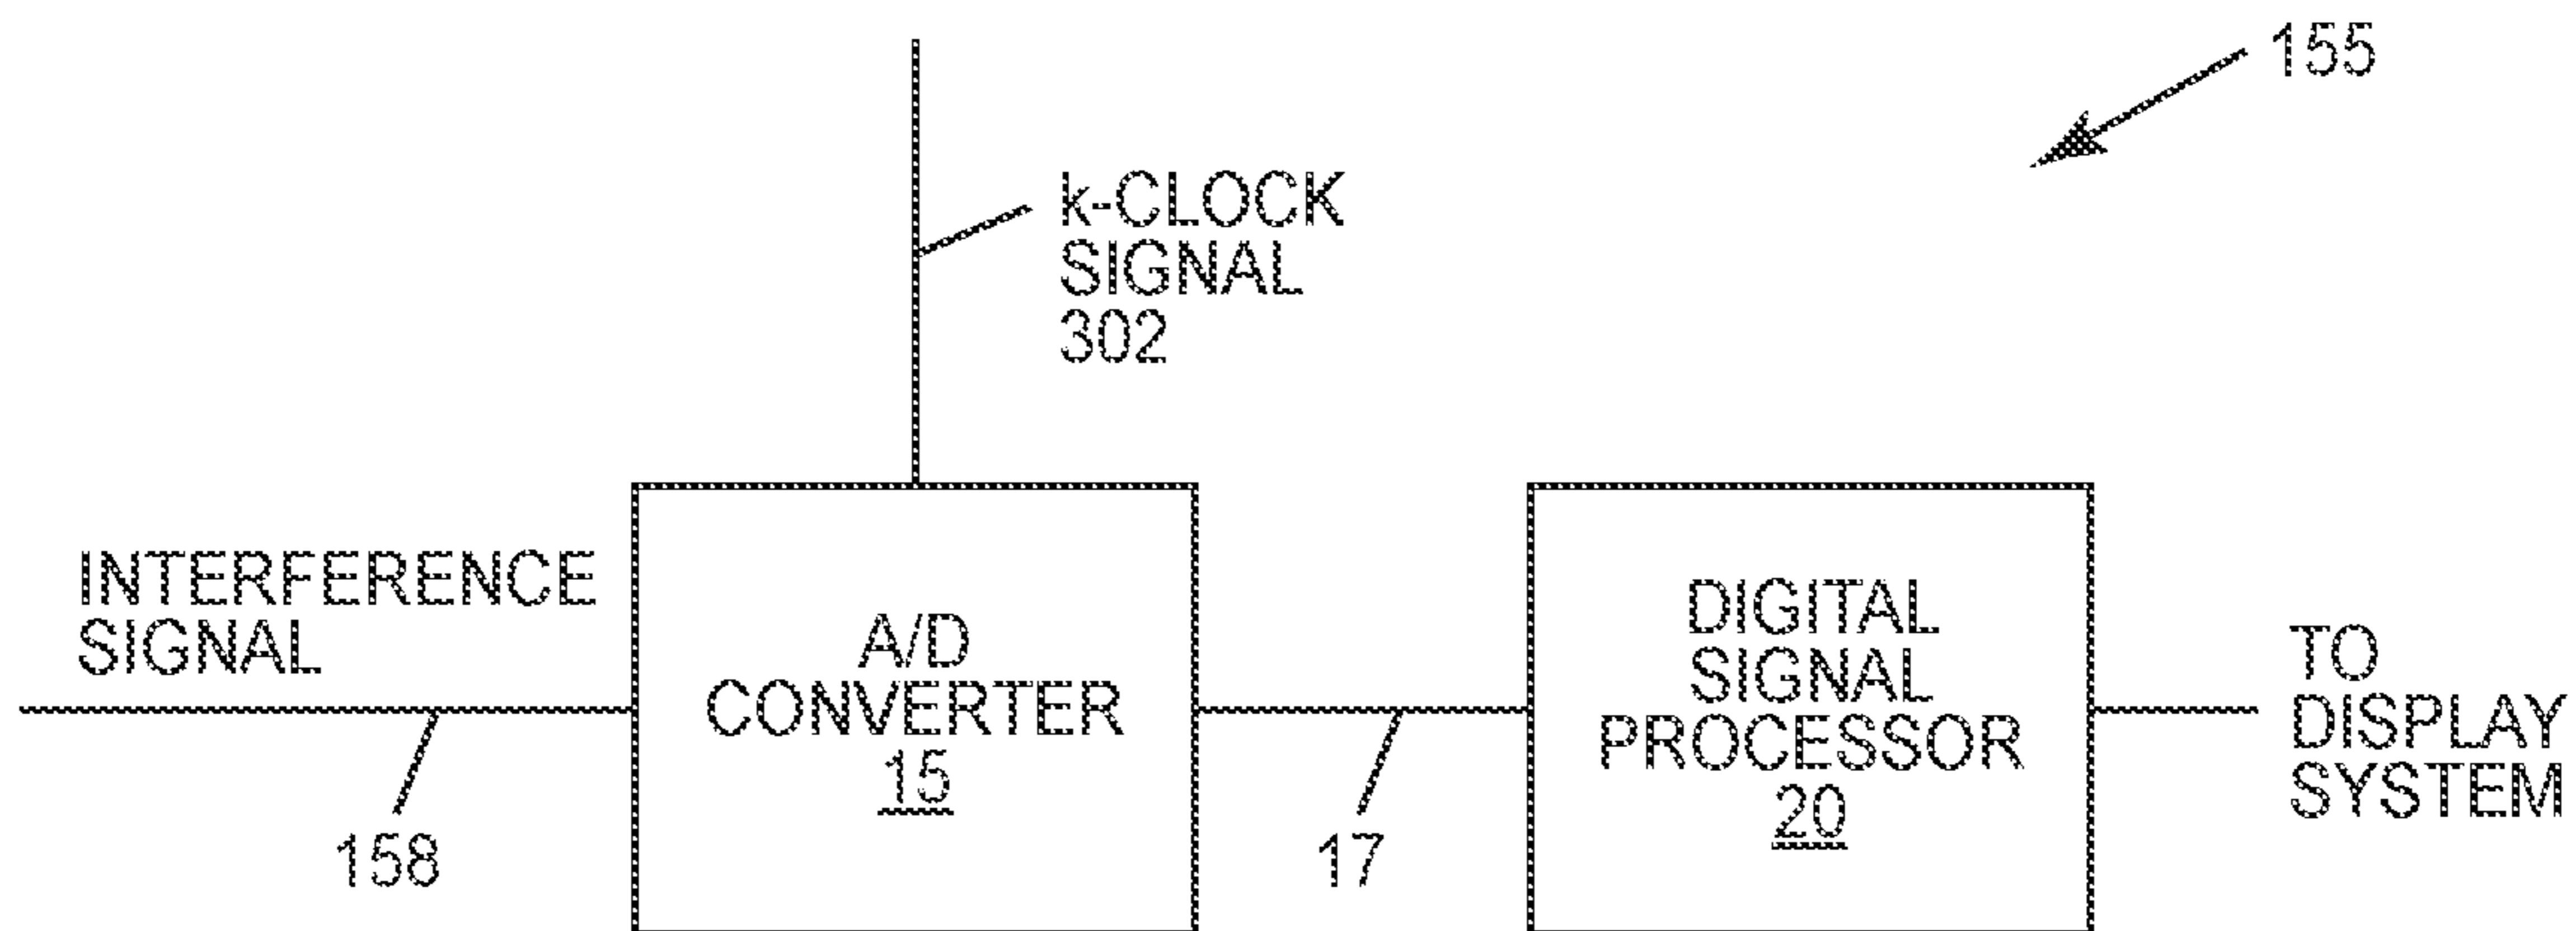 155
k-CLOCK
SIGNAL
302
INTERFERENCE
SIGNAL
158
A/D
CONVERTER
15
17
DIGITAL
SIGNAL
PROCESSOR
20
TO
DISPLAY
SYSTEM